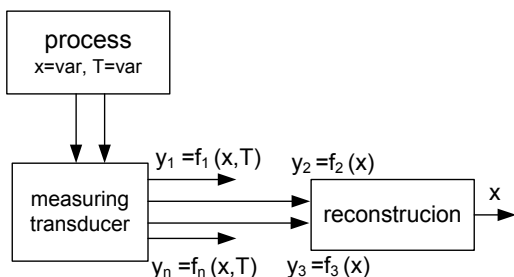 process
x=var, T=var
y₁ =f₁(x,T)
y₂=f₂(x)
measuring
transducer
reconstrucion
x
yₙ=fₙ(x,T)
y₃=f₃(x)